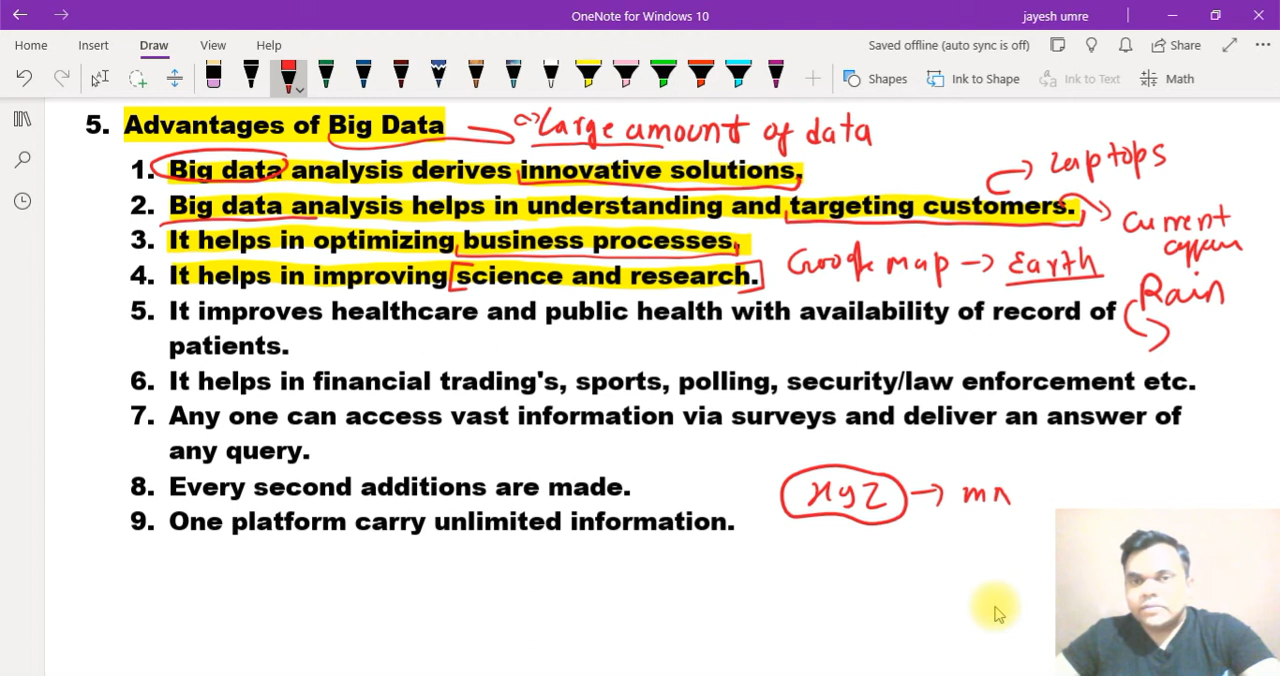 OneNote for Windows 10
jayesh umre
Home
Insert
Draw
View
Help
Saved offline (auto sync is off)
Share
Shapes
Ink to Shape
Ink to Text
Math
5. Advantages of Big Data
Large amount of data
1. Big data analysis derives innovative solutions.
Laptops
2. Big data analysis helps in understanding and targeting customers.
Current
3. It helps in optimizing business processes.
Google map → Earth
4. It helps in improving science and research.
Rain
5. It improves healthcare and public health with availability of record of
patients.
6. It helps in financial trading's, sports, polling, security/law enforcement etc.
7. Any one can access vast information via surveys and deliver an answer of
any query.
8. Every second additions are made.
xyz → mn
9. One platform carry unlimited information.